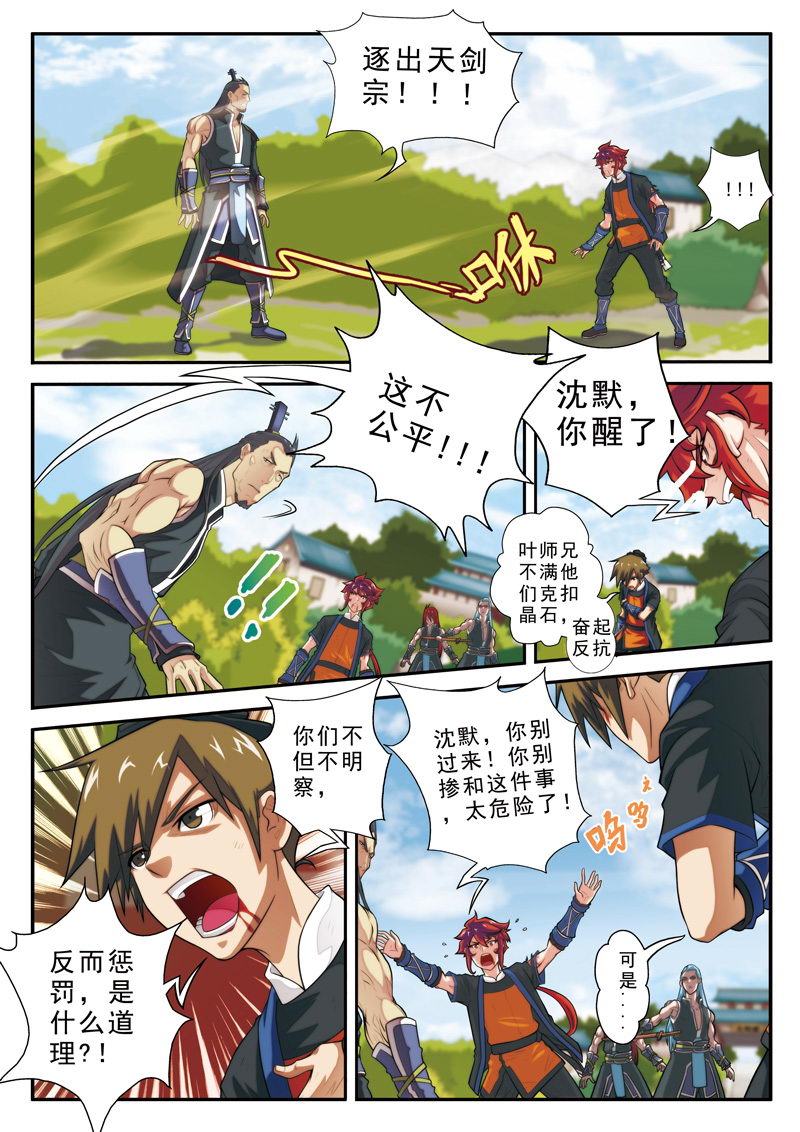 逐出天剑
宗！！！
!!!
咻
这不
公平!!!
沈默，
你醒了！
!!
叶师兄
不满他
们克扣
晶石，
奋起
反抗
你们不
但不明
察，
反而惩
罚，是
什么道
理?！
沈默，你别
过来！你别
掺和这件事
，太危险了！
呜呜
可是
....